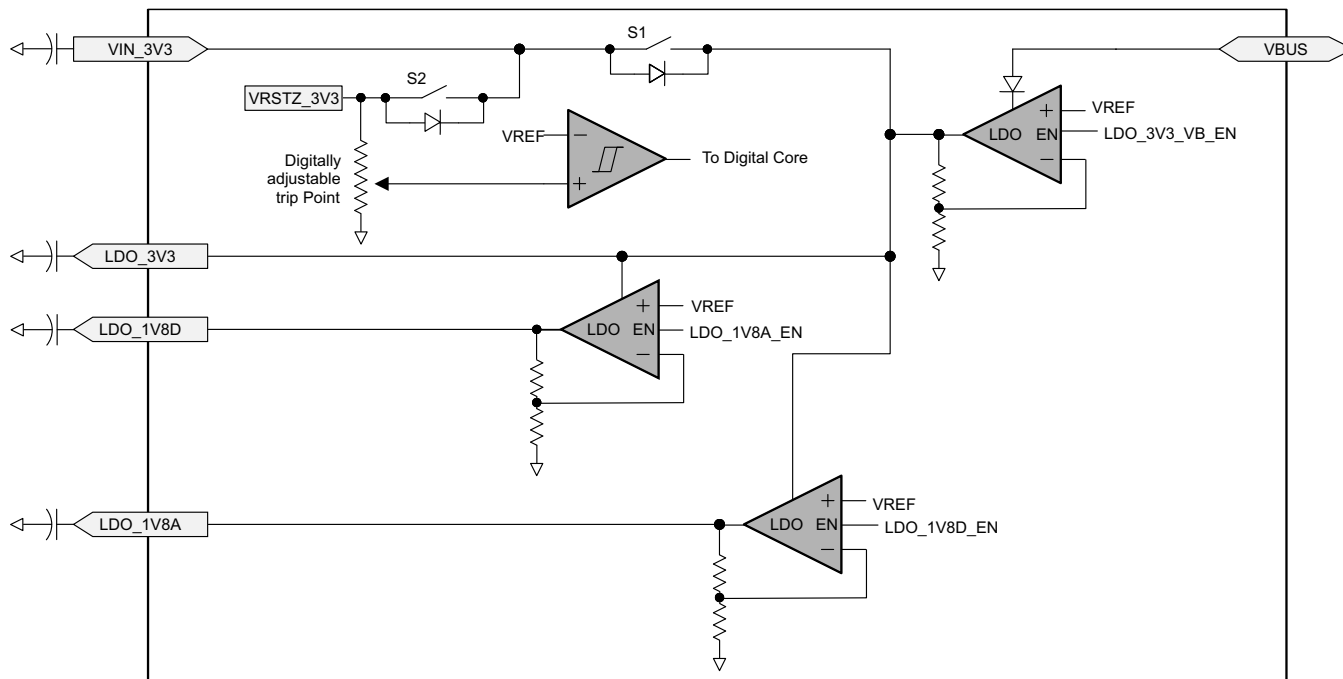 VIN_3V3
S1
VBUS
S2
VRSTZ_3V3
VREF
−
+
To Digital Core
Digitally
adjustable
trip Point
LDO
+
EN
−
VREF
LDO_3V3_VB_EN
LDO_3V3
LDO_1V8D
LDO
+
EN
−
VREF
LDO_1V8A_EN
LDO_1V8A
LDO
+
EN
−
VREF
LDO_1V8D_EN